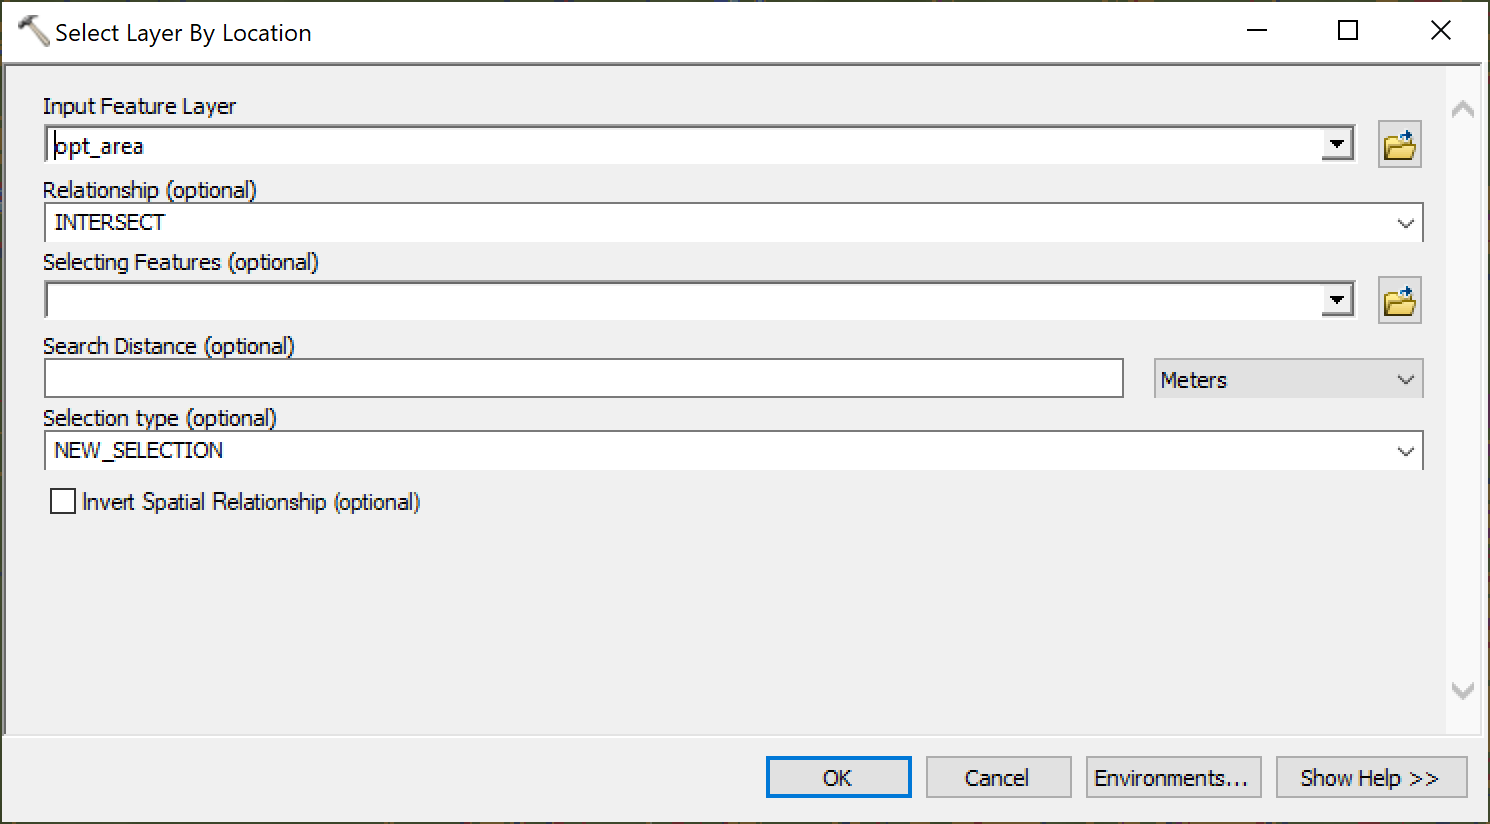 Select Layer By Location
Input Feature Layer
opt_area
Relationship (optional)
INTERSECT
Selecting Features (optional)
Search Distance (optional)
Meters
Selection type (optional)
NEW_SELECTION
Invert Spatial Relationship (optional)
OK Cancel Environments... Show Help >>